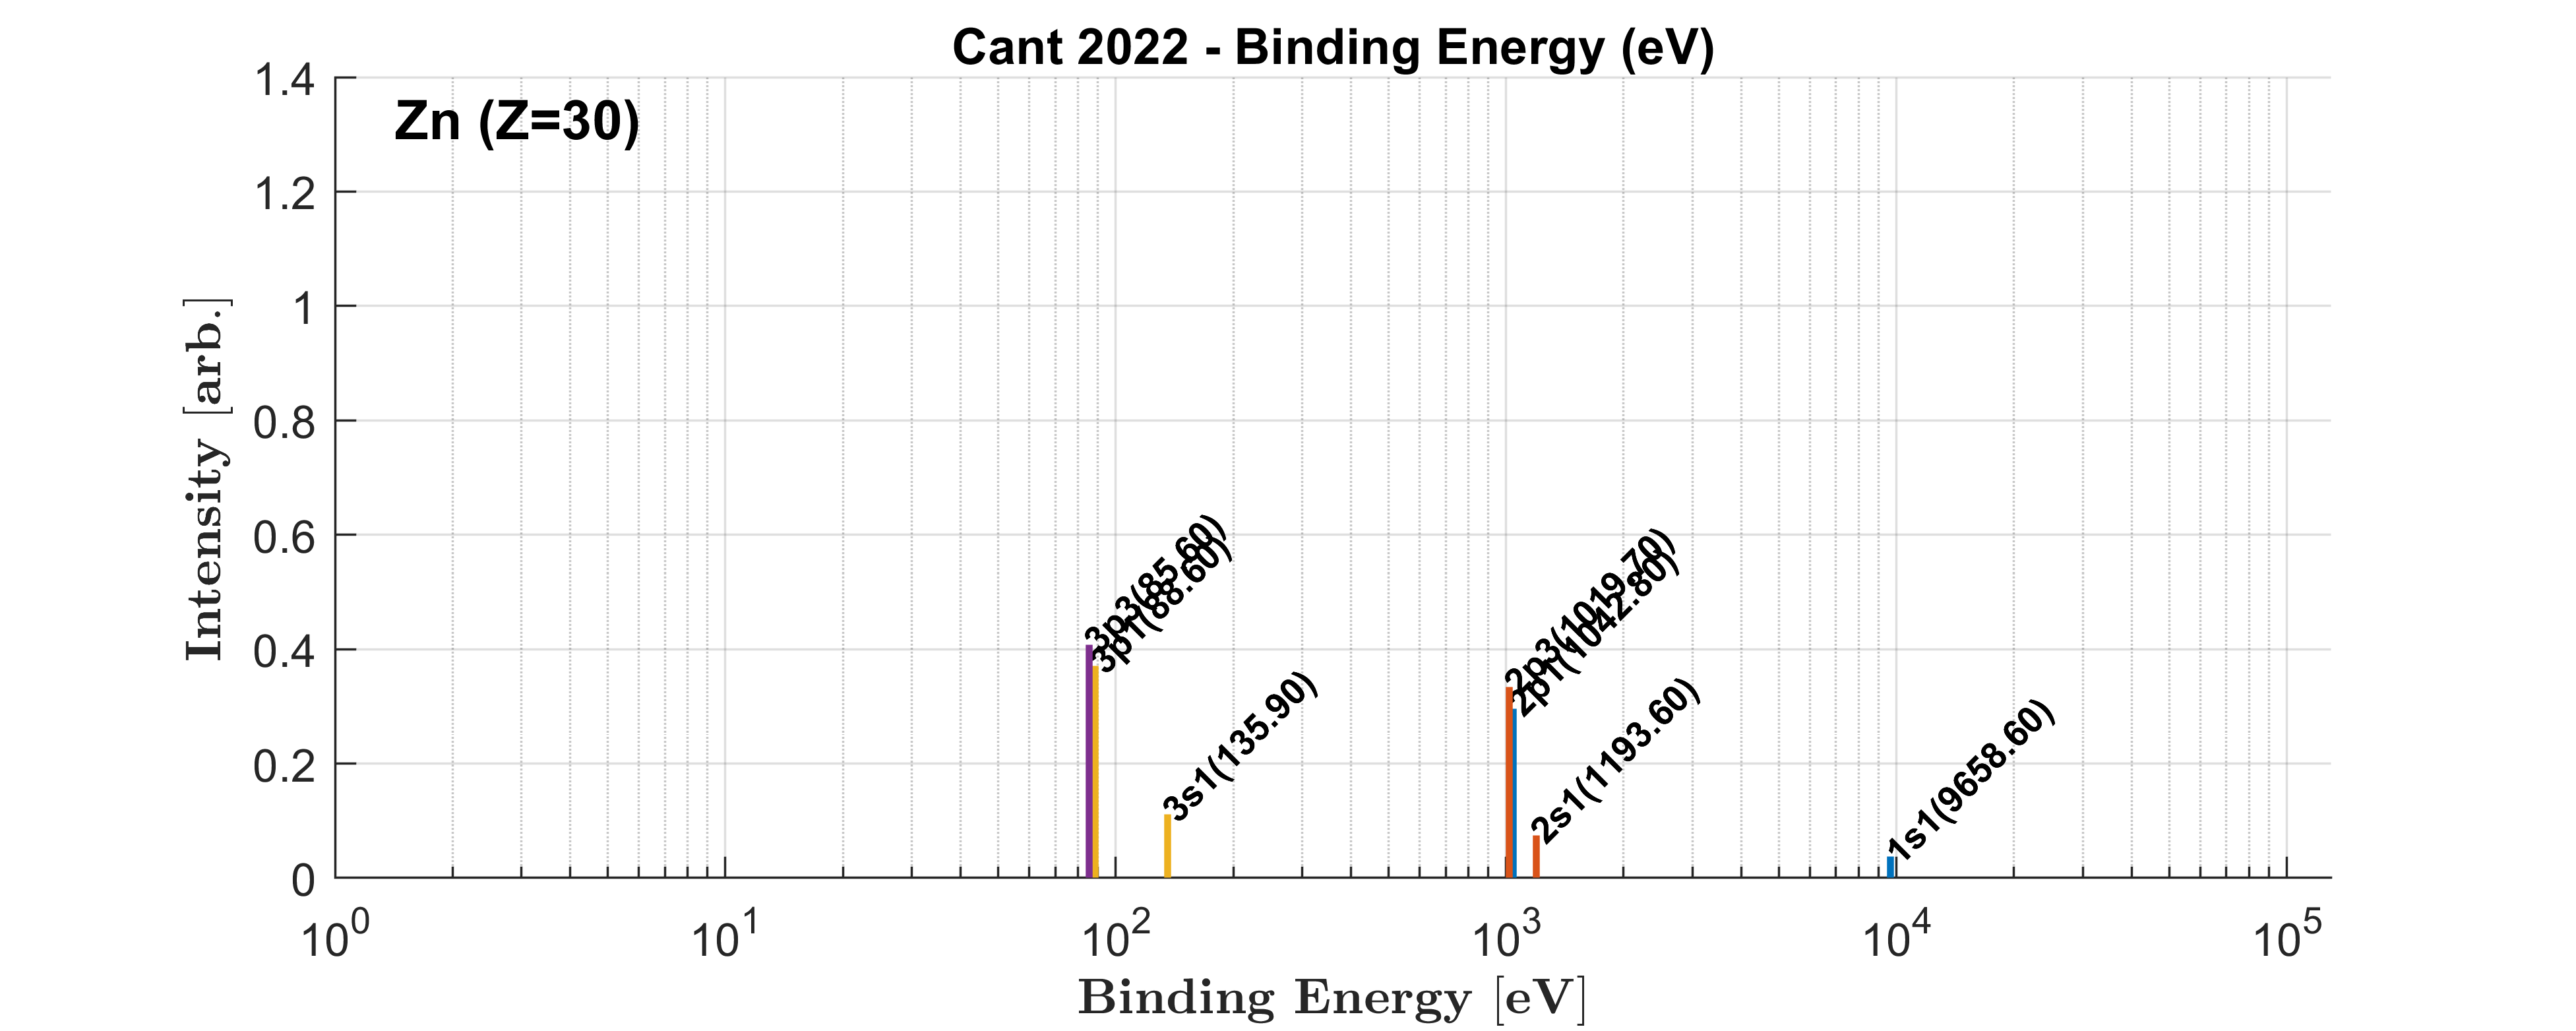 Cant 2022 - Binding Energy (eV)
Zn (Z=30)
Intensity [arb.]
1.4
1.2
1
0.8
0.6
0.4
0.2
0
3p3(85.60)
3p1(88.60)
3s1(135.90)
2p3(1019.70)
2p1(1042.80)
2s1(1193.60)
1s1(9658.60)
10^0 10^1 10^2 10^3 10^4 10^5
Binding Energy [eV]